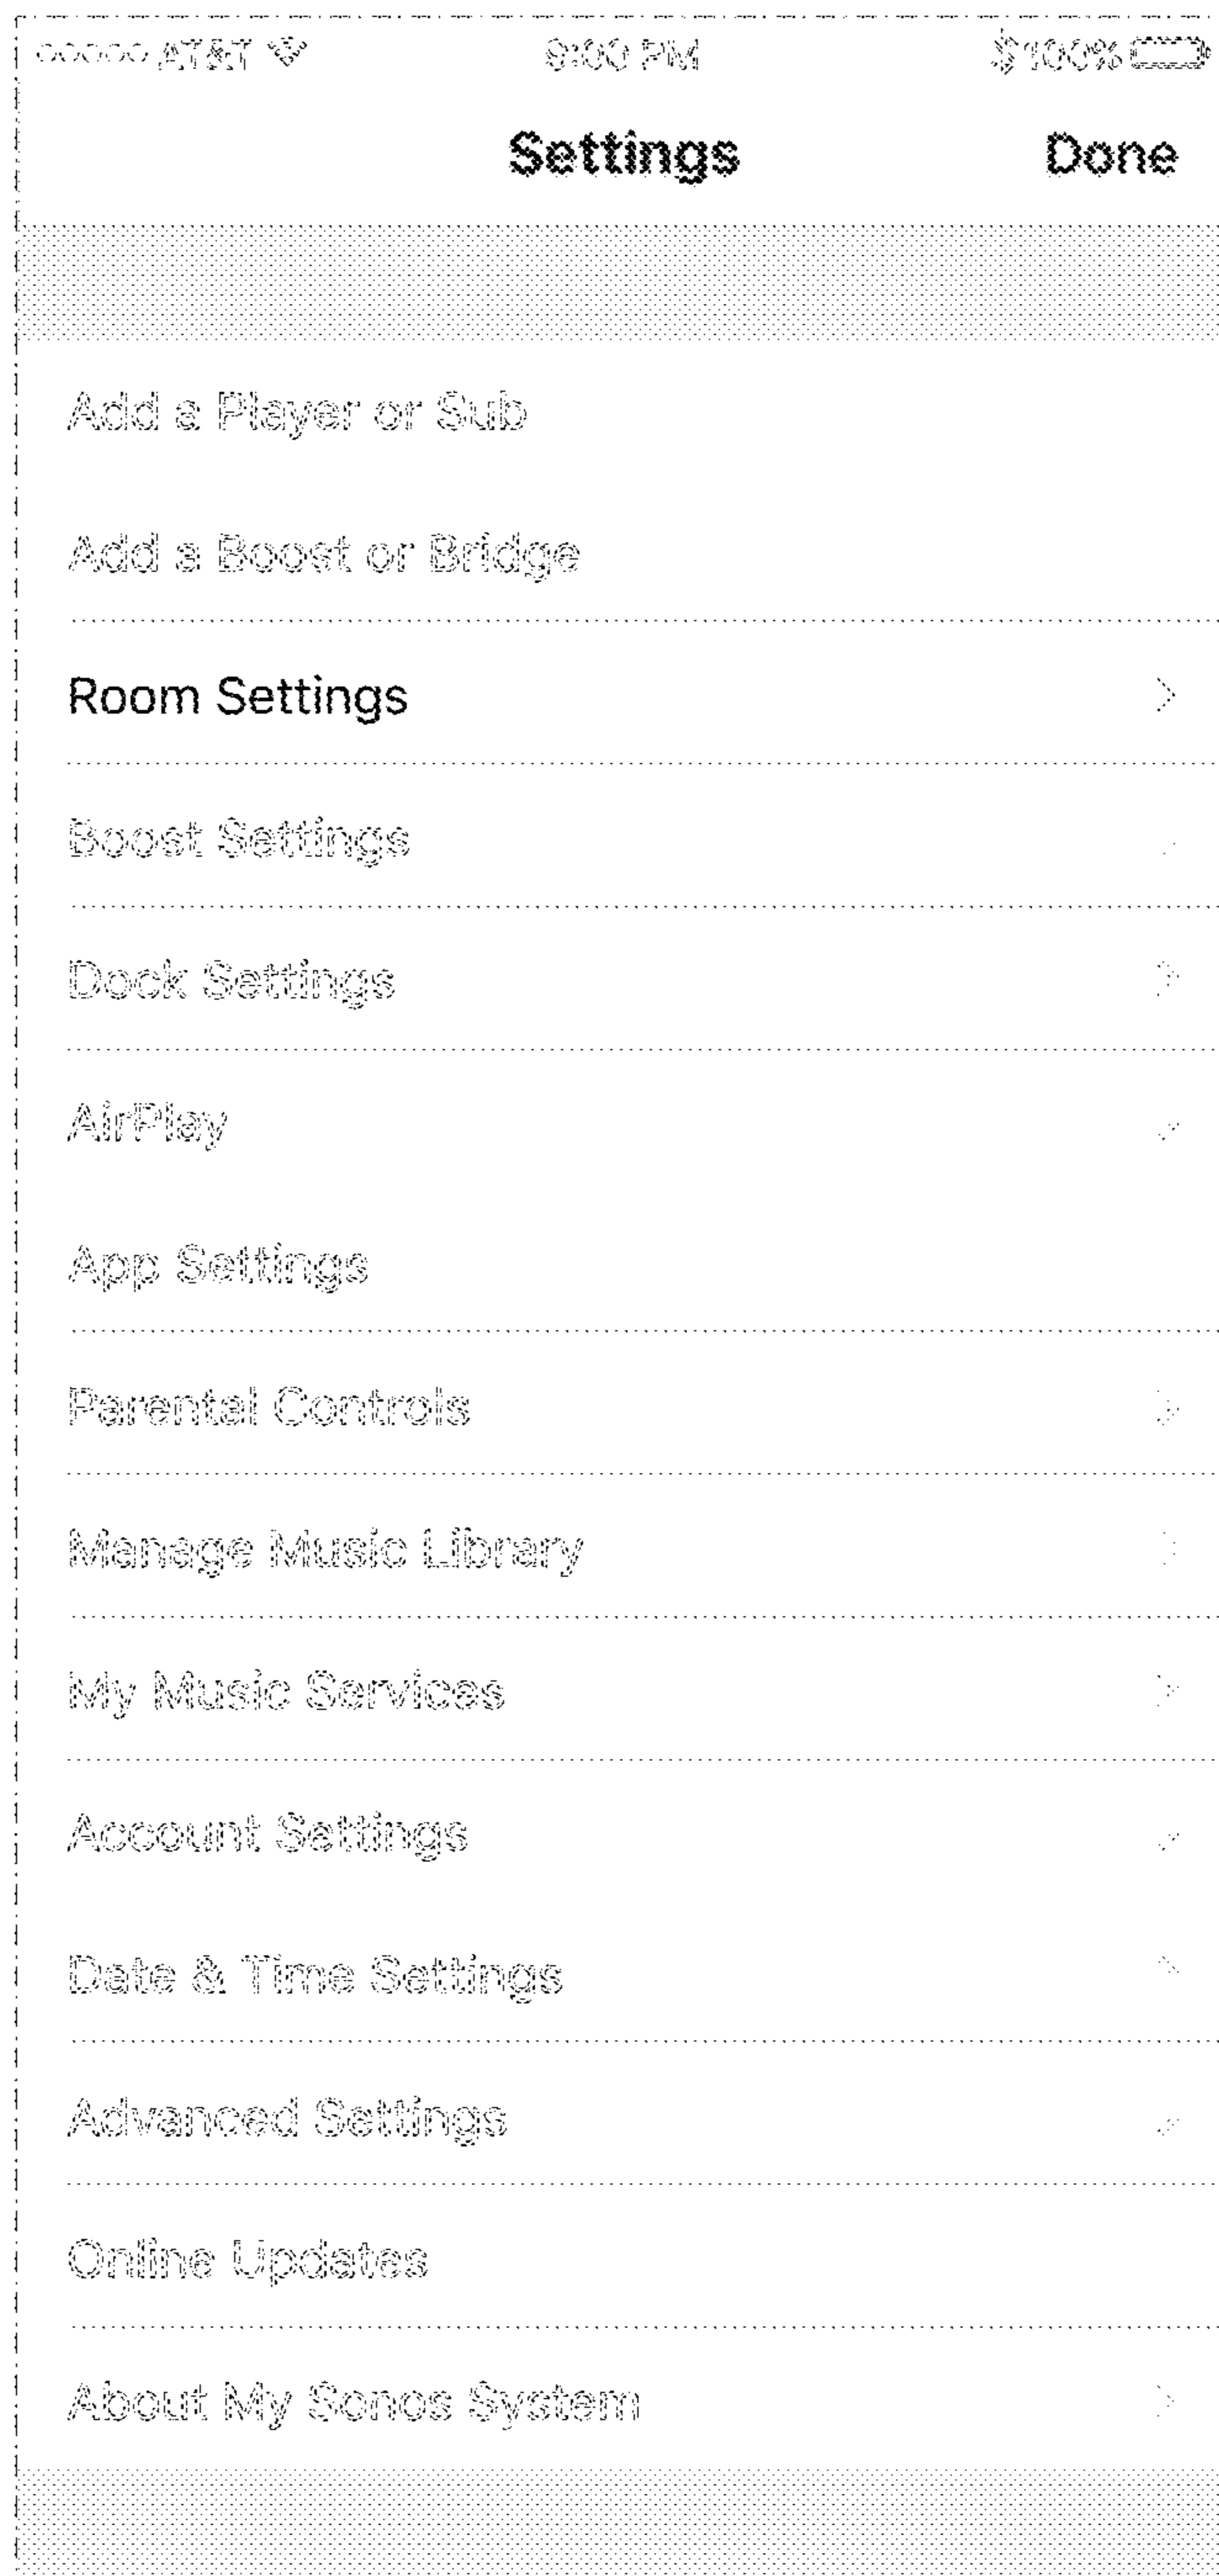 ooooo AT&T 9:00 PM 100%
Settings Done
Add a Player or Sub
Add a Boost or Bridge
Room Settings
Boost Settings
Dock Settings
AirPlay
App Settings
Parental Controls
Manage Music Library
My Music Services
Account Settings
Date & Time Settings
Advanced Settings
Online Updates
About My Sonos System